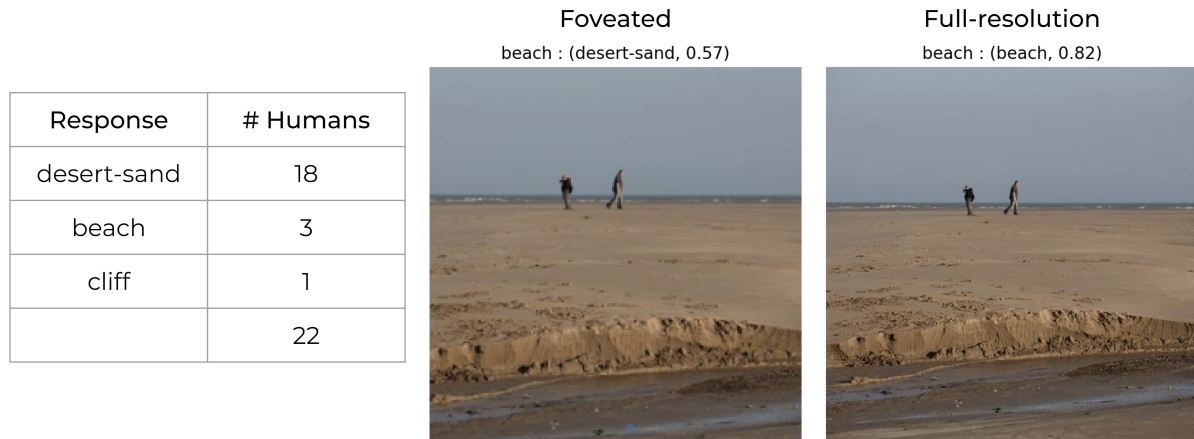 Foveated
Full-resolution
beach : (desert-sand, 0.57)
beach : (beach, 0.82)
Response # Humans
desert-sand 18
beach 3
cliff 1
22